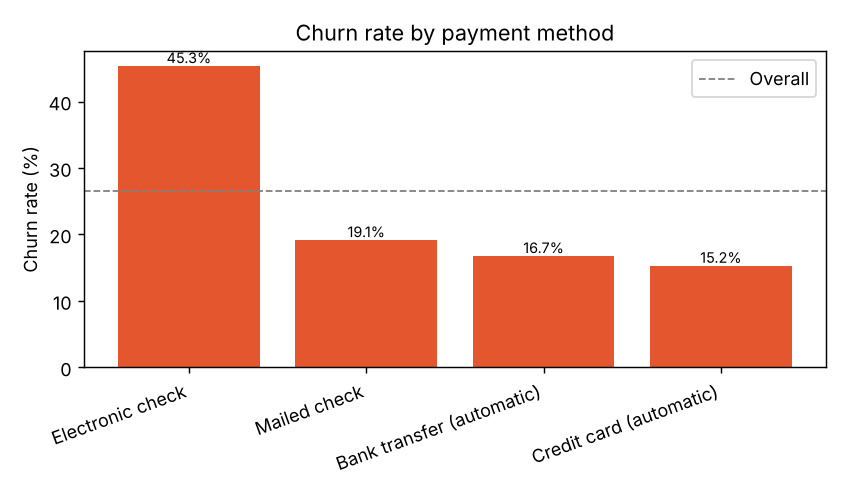 Churn rate by payment method
45.3%
Overall
40
30
20
10
0
Churn rate (%)
19.1%
16.7%
15.2%
Electronic check
Mailed check
Bank transfer (automatic)
Credit card (automatic)